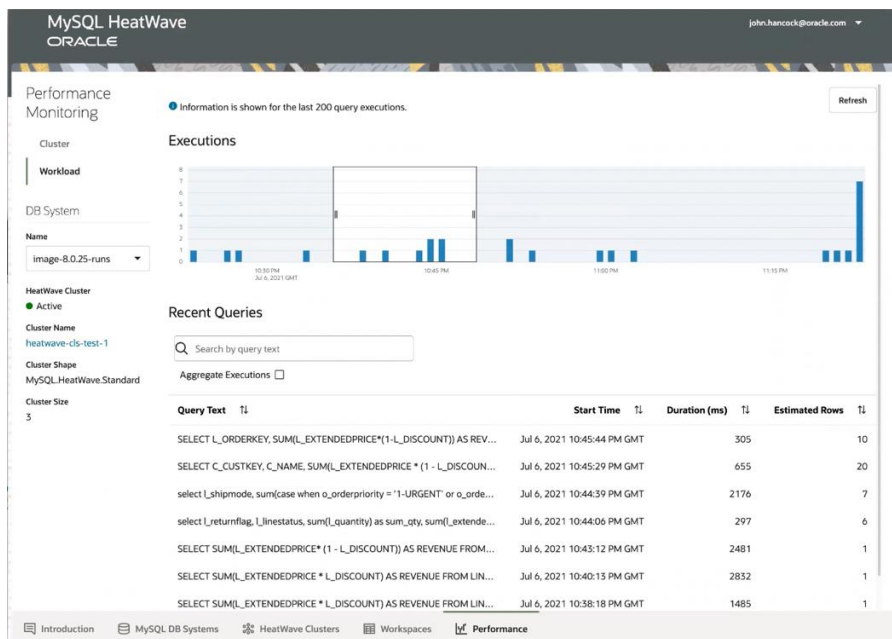 MySQL HeatWave
ORACLE
john.hancock@oracle.com
Performance
Monitoring
Cluster
Workload
DB System
Name
image-8.0.25-runs
HeatWave Cluster
Active
Cluster Name
heatwave-cls-test-1
Cluster Shape
MySQL.HeatWave.Standard
Cluster Size
3
Information is shown for the last 200 query executions.
Refresh
Executions
8
7
6
5
4
3
2
1
0
10:30 PM
Jul 6, 2021 GMT
10:45 PM
11:00 PM
11:15 PM
Recent Queries
Search by query text
Aggregate Executions
Query Text Start Time Duration (ms) Estimated Rows
SELECT L_ORDERKEY, SUM(L_EXTENDEDPRICE*(1-L_DISCOUNT)) AS REV... Jul 6, 2021 10:45:44 PM GMT 305 10
SELECT C_CUSTKEY, C_NAME, SUM(L_EXTENDEDPRICE * (1 - L_DISCOUN... Jul 6, 2021 10:45:29 PM GMT 655 20
select l_shipmode, sum(case when o_orderpriority = '1-URGENT' or o_orde... Jul 6, 2021 10:44:39 PM GMT 2176 7
select l_returnflag, l_linestatus, sum(l_quantity) as sum_qty, sum(l_extende... Jul 6, 2021 10:44:06 PM GMT 297 6
SELECT SUM(L_EXTENDEDPRICE* (1 - L_DISCOUNT)) AS REVENUE FROM... Jul 6, 2021 10:43:12 PM GMT 2481 1
SELECT SUM(L_EXTENDEDPRICE * L_DISCOUNT) AS REVENUE FROM LIN... Jul 6, 2021 10:40:13 PM GMT 2832 1
SELECT SUM(L_EXTENDEDPRICE * L_DISCOUNT) AS REVENUE FROM LIN... Jul 6, 2021 10:38:18 PM GMT 1485 1
Introduction MySQL DB Systems HeatWave Clusters Workspaces Performance